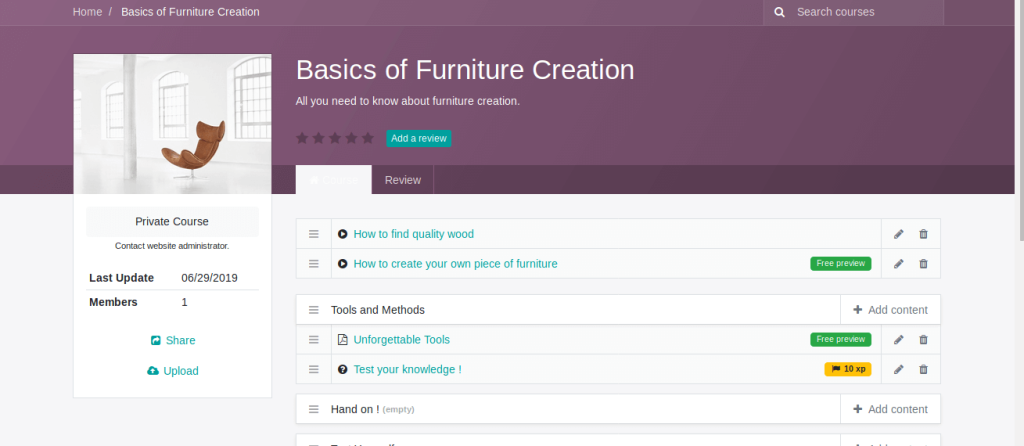 Home / Basics of Furniture Creation
Search courses
Basics of Furniture Creation
All you need to know about furniture creation.
Add a review
Review
Private Course
Contact website administrator.
Last Update 06/29/2019
Members 1
Share
Upload
How to find quality wood
How to create your own piece of furniture Free preview
Tools and Methods + Add content
Unforgettable Tools Free preview
Test your knowledge ! 10 xp
Hand on ! (empty) + Add content